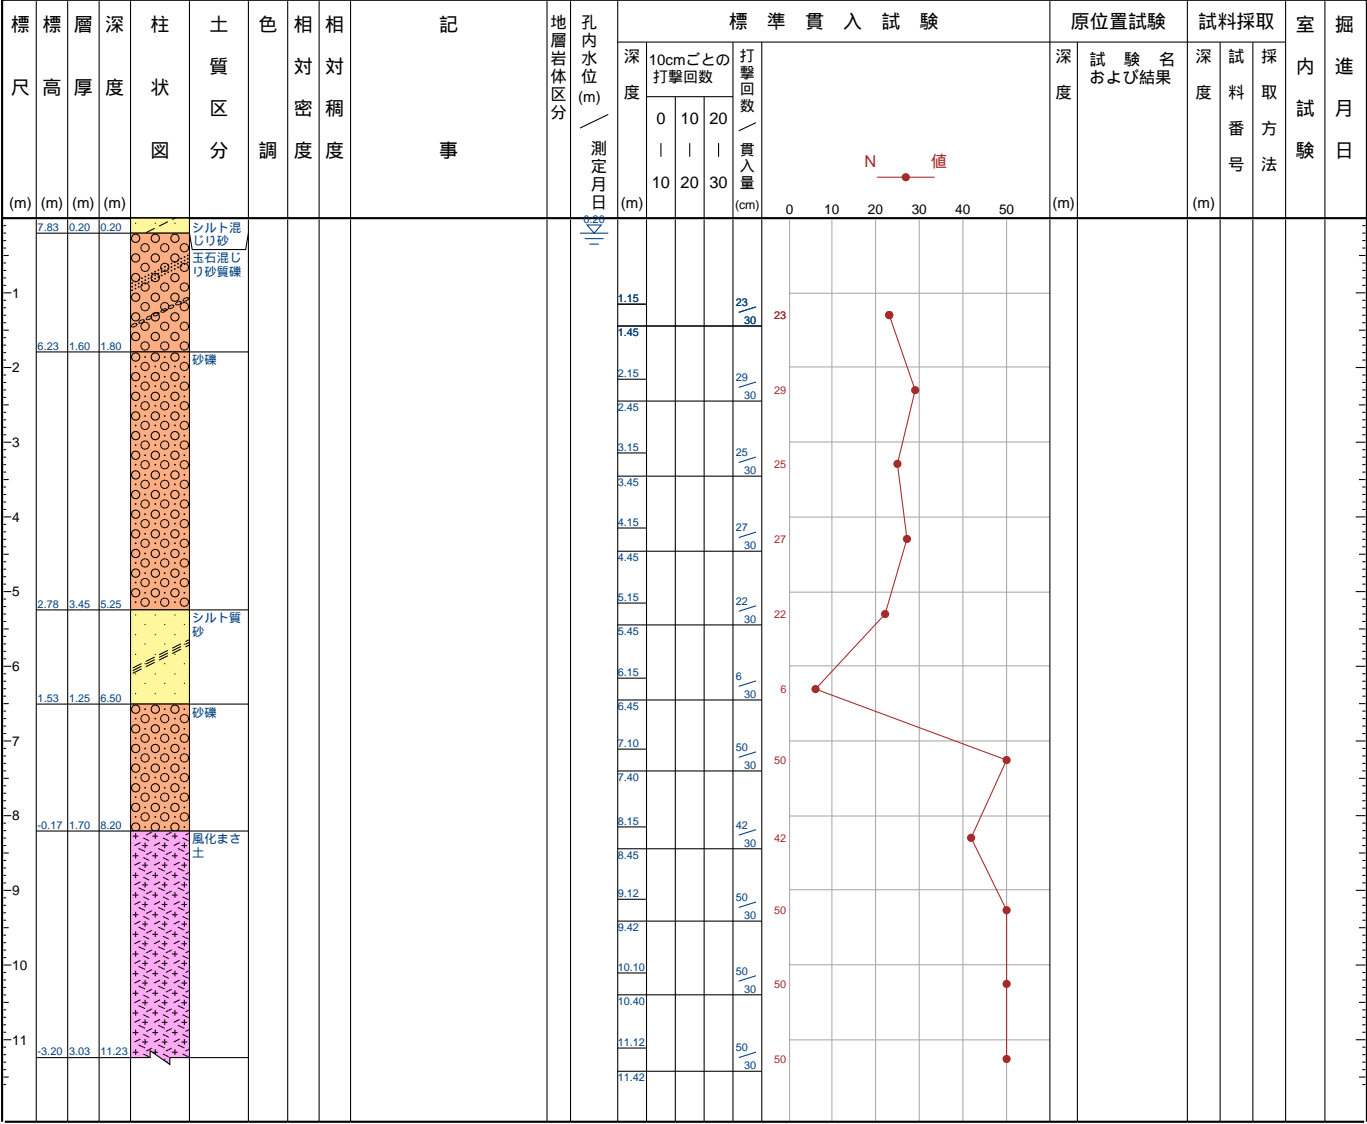 標尺(m)
標高(m)
層厚(m)
深度(m)
柱状図
土質区分
色調
相対密度
相対稠度
記事
地層岩体区分
孔内水位(m)／測定月日
標準貫入試験
深度(m)
10cmごとの
打撃回数
0｜10
10｜20
20｜30
打撃回数／貫入量(cm)
N 値
0 10 20 30 40 50
原位置試験
深度(m)
試験名
および結果
試料採取
深度(m)
試料番号
採取方法
室内試験
掘進月日
7.83 0.20 0.20
シルト混
じり砂
0.20
玉石混じ
り砂質礫
1
1.15
23/30
23
1.45
6.23 1.60 1.80
砂礫
2
2.15
29/30
29
2.45
3
3.15
25/30
25
3.45
4
4.15
27/30
27
4.45
5
2.78 3.45 5.25
5.15
22/30
22
シルト質
砂
5.45
6
6.15
6/30
6
1.53 1.25 6.50
6.45
砂礫
7
7.10
50/30
50
7.40
8
-0.17 1.70 8.20
8.15
42/30
42
風化まさ
土
8.45
9
9.12
50/30
50
9.42
10
10.10
50/30
50
10.40
11
-3.20 3.03 11.23
11.12
50/30
50
11.42